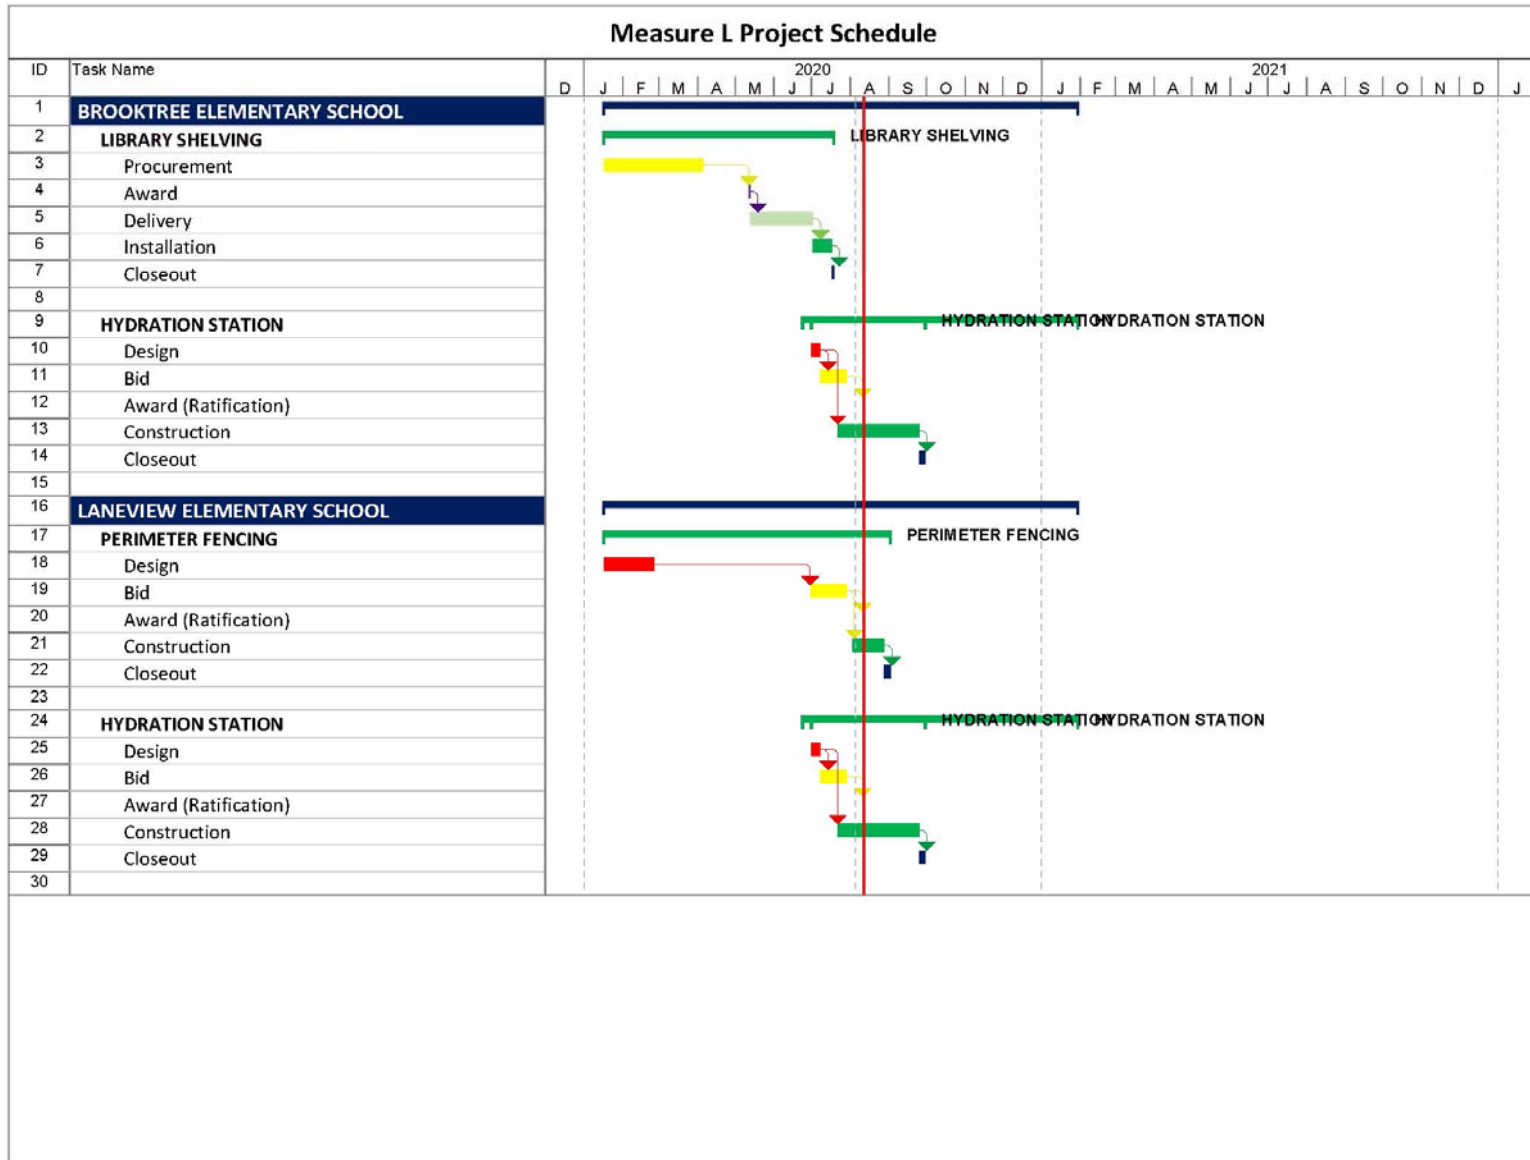 Measure L Project Schedule
ID Task Name 2020 2021
D J F M A M J J A S O N D J F M A M J J A S O N D J
1 BROOKTREE ELEMENTARY SCHOOL
2 LIBRARY SHELVING LIBRARY SHELVING
3 Procurement
4 Award
5 Delivery
6 Installation
7 Closeout
8
9 HYDRATION STATION HYDRATION STATION HYDRATION STATION
10 Design
11 Bid
12 Award (Ratification)
13 Construction
14 Closeout
15
16 LANEVIEW ELEMENTARY SCHOOL
17 PERIMETER FENCING PERIMETER FENCING
18 Design
19 Bid
20 Award (Ratification)
21 Construction
22 Closeout
23
24 HYDRATION STATION HYDRATION STATION HYDRATION STATION
25 Design
26 Bid
27 Award (Ratification)
28 Construction
29 Closeout
30